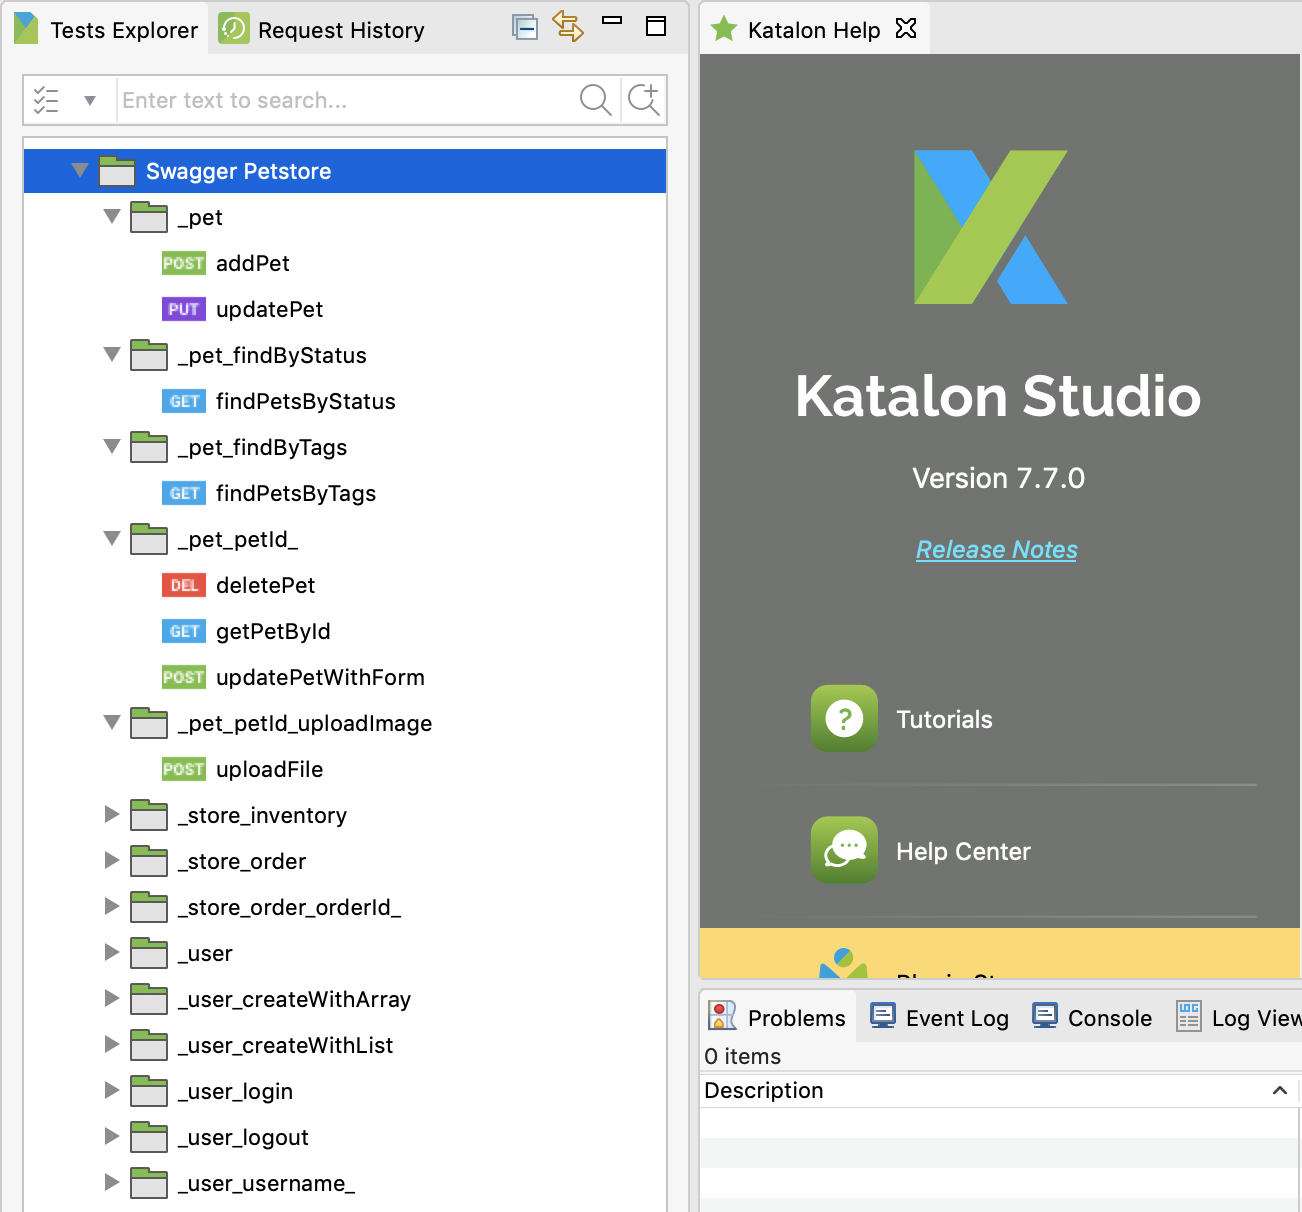 Tests Explorer
Request History
Enter text to search...
Swagger Petstore
_pet
POST addPet
PUT updatePet
_pet_findByStatus
GET findPetsByStatus
_pet_findByTags
GET findPetsByTags
_pet_petId_
DEL deletePet
GET getPetById
POST updatePetWithForm
_pet_petId_uploadImage
POST uploadFile
_store_inventory
_store_order
_store_order_orderId_
_user
_user_createWithArray
_user_createWithList
_user_login
_user_logout
_user_username_
Katalon Help
Katalon Studio
Version 7.7.0
Release Notes
Tutorials
Help Center
Problems
Event Log
Console
LOG
Log View
0 items
Description